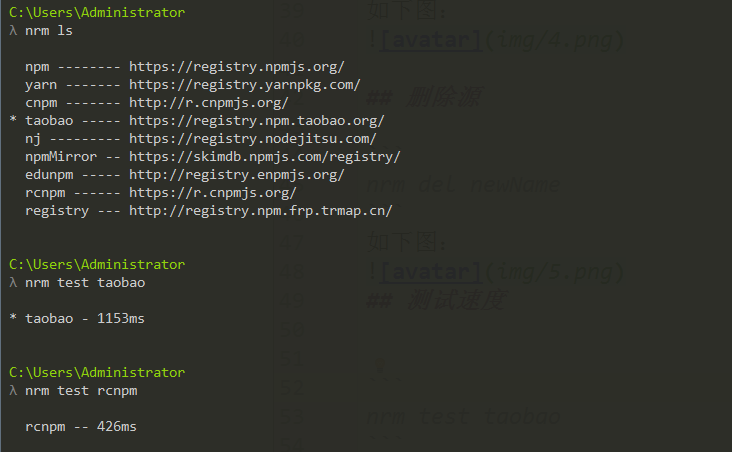 C:\Users\Administrator
λ nrm ls
npm -------- https://registry.npmjs.org/
yarn ------- https://registry.yarnpkg.com/
cnpm ------- http://r.cnpmjs.org/
* taobao ----- https://registry.npm.taobao.org/
nj --------- https://registry.nodejitsu.com/
npmMirror -- https://skimdb.npmjs.com/registry/
edunpm ----- http://registry.enpmjs.org/
rcnpm ------ https://r.cnpmjs.org/
registry --- http://registry.npm.frp.trmap.cn/
C:\Users\Administrator
λ nrm test taobao
* taobao - 1153ms
C:\Users\Administrator
λ nrm test rcnpm
rcnpm -- 426ms
如下图：
![avatar](img/4.png)
## 删除源
nrm del newName
如下图：
![avatar](img/5.png)
## 测试速度
52
```
nrm test taobao